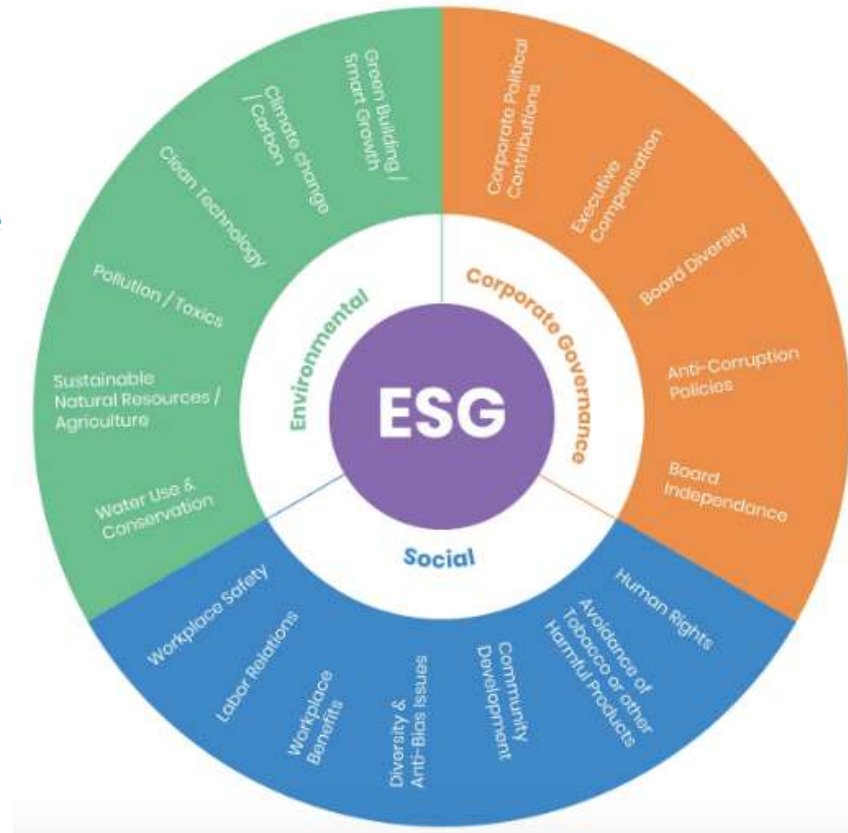 ESG
Environmental
Corporate Governance
Social
Green Building /
Smart Growth
Climate change
/ Carbon
Clean Technology
Pollution / Toxics
Sustainable
Natural Resources /
Agriculture
Water Use &
Conservation
Corporate Political
Contributions
Executive
Compensation
Board Diversity
Anti-Corruption
Policies
Board
Independance
Human Rights
Avoidance of
Tobacco or other
Harmful Products
Community
Development
Diversity &
Anti-Bias Issues
Workplace
Benefits
Labor Relations
Workplace Safety